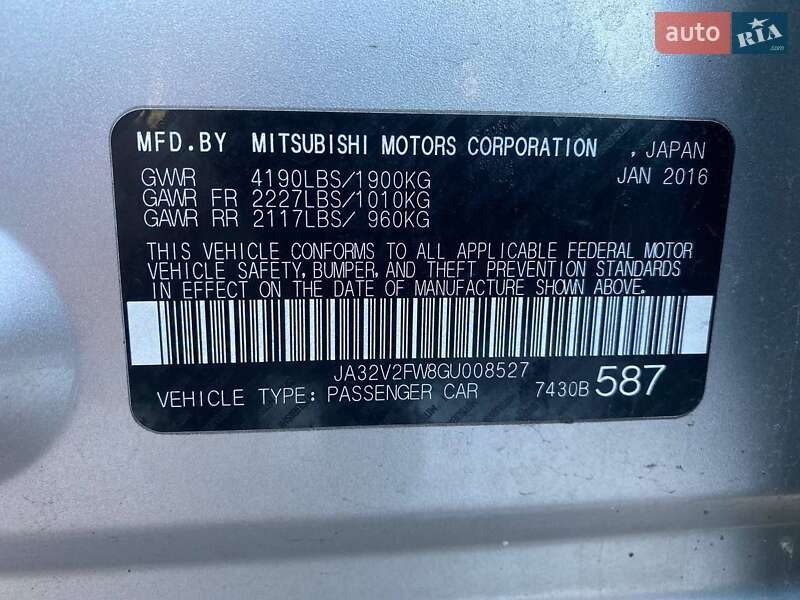 auto RIA .com
MFD.BY MITSUBISHI MOTORS CORPORATION , JAPAN
GVWR 4190LBS/1900KG JAN 2016
GAWR FR 2227LBS/1010KG
GAWR RR 2117LBS/ 960KG
THIS VEHICLE CONFORMS TO ALL APPLICABLE FEDERAL MOTOR
VEHICLE SAFETY, BUMPER, AND THEFT PREVENTION STANDARDS
IN EFFECT ON THE DATE OF MANUFACTURE SHOWN ABOVE.
JA32V2FW8GU008527
VEHICLE TYPE: PASSENGER CAR 7430B 587